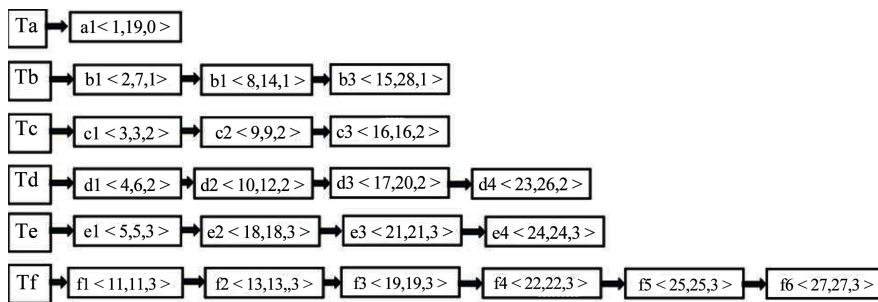 Ta a1 < 1,19,0 >
Tb b1 < 2,7,1> b1 < 8,14,1 > b3 < 15,28,1 >
Tc c1 < 3,3,2 > c2 < 9,9,2 > c3 < 16,16,2 >
Td d1 < 4,6,2 > d2 < 10,12,2 > d3 < 17,20,2 > d4 < 23,26,2 >
Te e1 < 5,5,3 > e2 < 18,18,3 > e3 < 21,21,3 > e4 < 24,24,3 >
Tf f1 < 11,11,3 > f2 < 13,13,,3 > f3 < 19,19,3 > f4 < 22,22,3 > f5 < 25,25,3 > f6 < 27,27,3 >